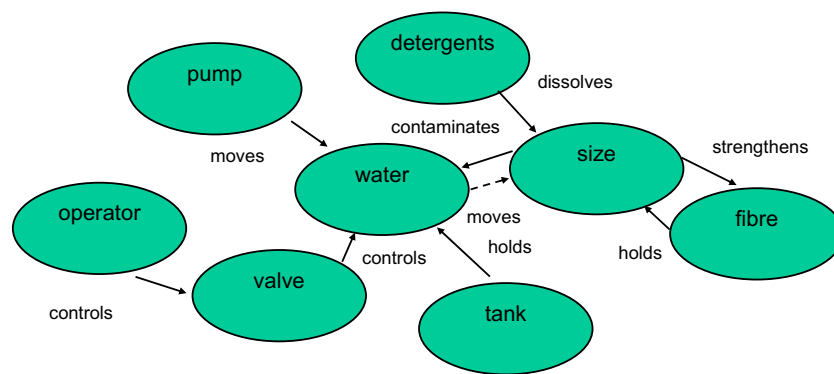 detergents
pump
dissolves
contaminates
moves
size
strengthens
water
operator
moves
fibre
holds
controls
holds
valve
controls
tank